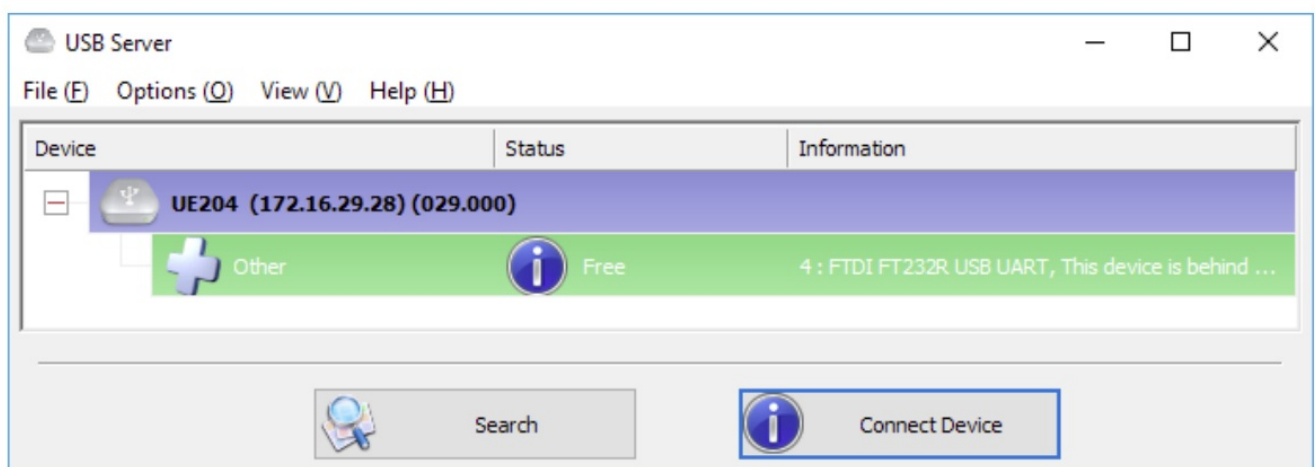 USB Server
File (F) Options (O) View (V) Help (H)
Device Status Information
UE204 (172.16.29.28) (029.000)
Other Free 4 : FTDI FT232R USB UART, This device is behind ...
Search Connect Device